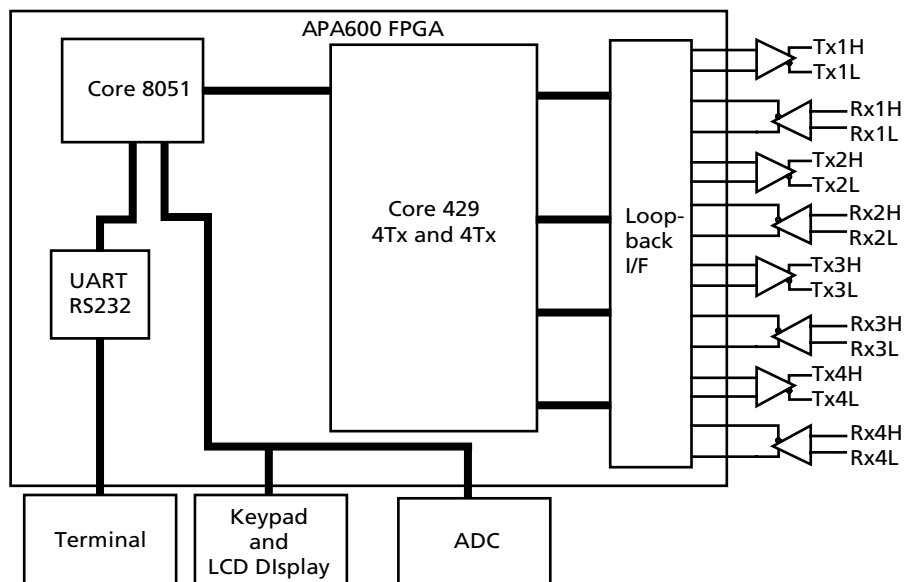 APA600 FPGA
Core 8051
Core 429
4Tx and 4Tx
Loop-
back
I/F
UART
RS232
Tx1H
Tx1L
Rx1H
Rx1L
Tx2H
Tx2L
Rx2H
Rx2L
Tx3H
Tx3L
Rx3H
Rx3L
Tx4H
Tx4L
Rx4H
Rx4L
Terminal
Keypad
and
LCD DIsplay
ADC